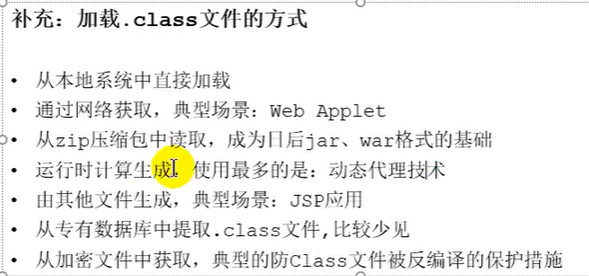 补充：加载.class文件的方式
• 从本地系统中直接加载
• 通过网络获取，典型场景：Web Applet
• 从zip压缩包中读取，成为日后jar、war格式的基础
• 运行时计算生成，使用最多的是：动态代理技术
• 由其他文件生成，典型场景：JSP应用
• 从专有数据库中提取.class文件,比较少见
• 从加密文件中获取，典型的防Class文件被反编译的保护措施